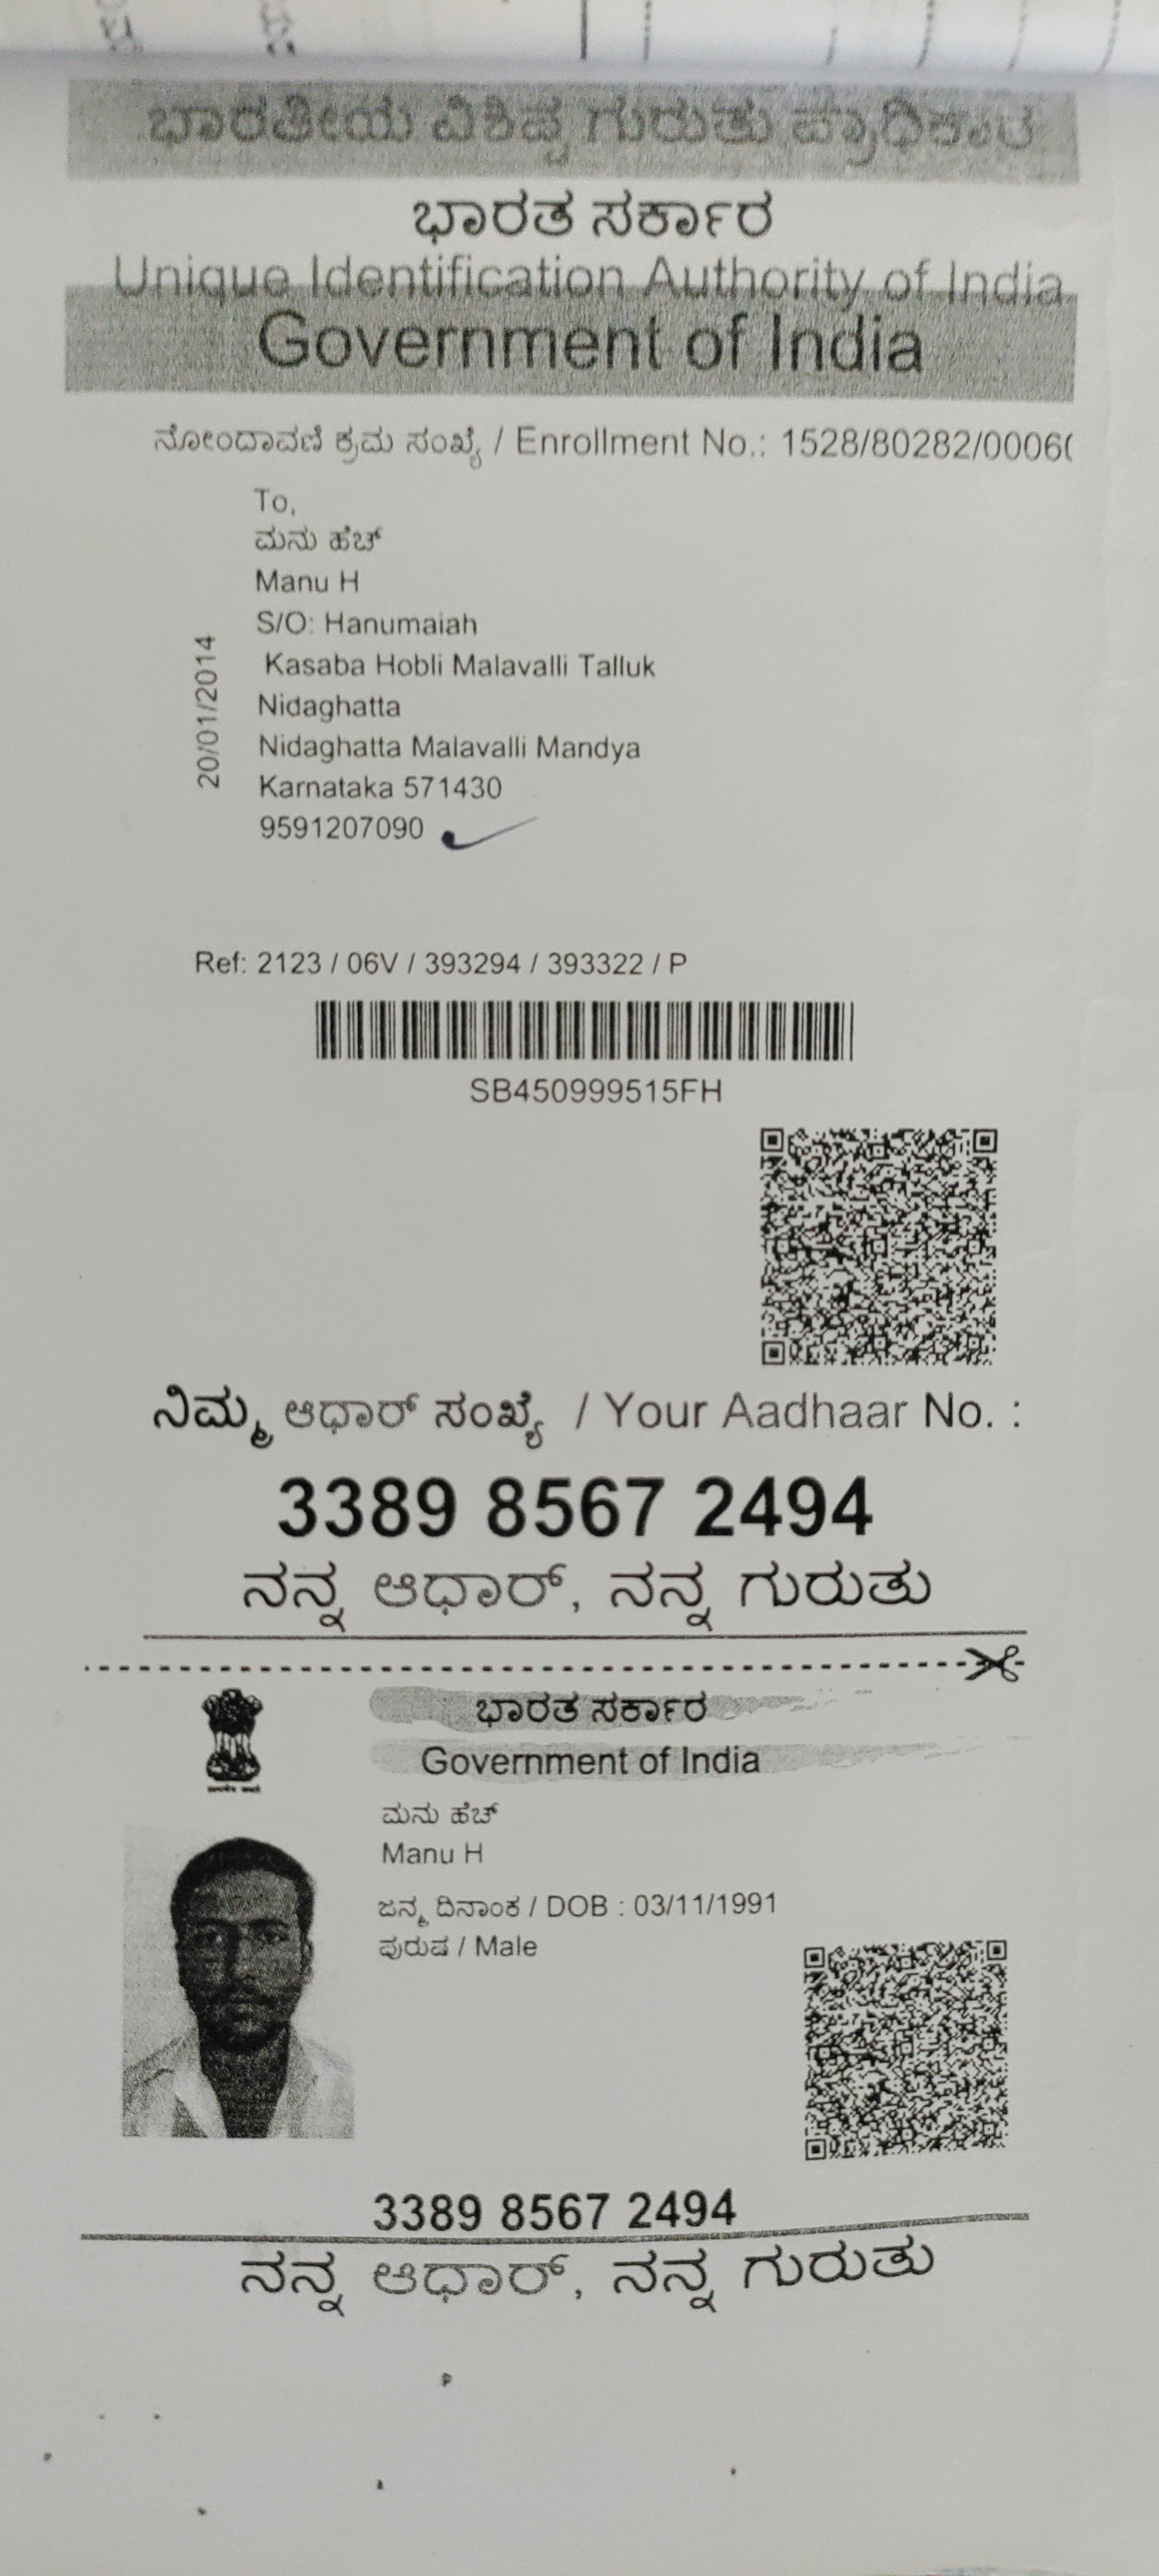 ಭಾರತೀಯ ವಿಶಿಷ್ಟ ಗುರುತು ಪ್ರಾಧಿಕಾರ
ಭಾರತ ಸರ್ಕಾರ
Unique Identification Authority of India
Government of India
ನೋಂದಾವಣಿ ಕ್ರಮ ಸಂಖ್ಯೆ / Enrollment No.: 1528/80282/0006
To,
ಮನು ಹೆಚ್
Manu H
S/O: Hanumaiah
Kasaba Hobli Malavalli Talluk
Nidaghatta
Nidaghatta Malavalli Mandya
Karnataka 571430
9591207090
20/01/2014
Ref: 2123 / 06V / 393294 / 393322 / P
SB450999515FH
ನಿಮ್ಮ ಆಧಾರ್ ಸಂಖ್ಯೆ / Your Aadhaar No. :
3389 8567 2494
ನನ್ನ ಆಧಾರ್, ನನ್ನ ಗುರುತು
ಭಾರತ ಸರ್ಕಾರ
Government of India
ಮನು ಹೆಚ್
Manu H
ಜನ್ಮ ದಿನಾಂಕ / DOB : 03/11/1991
ಪುರುಷ / Male
3389 8567 2494
ನನ್ನ ಆಧಾರ್, ನನ್ನ ಗುರುತು